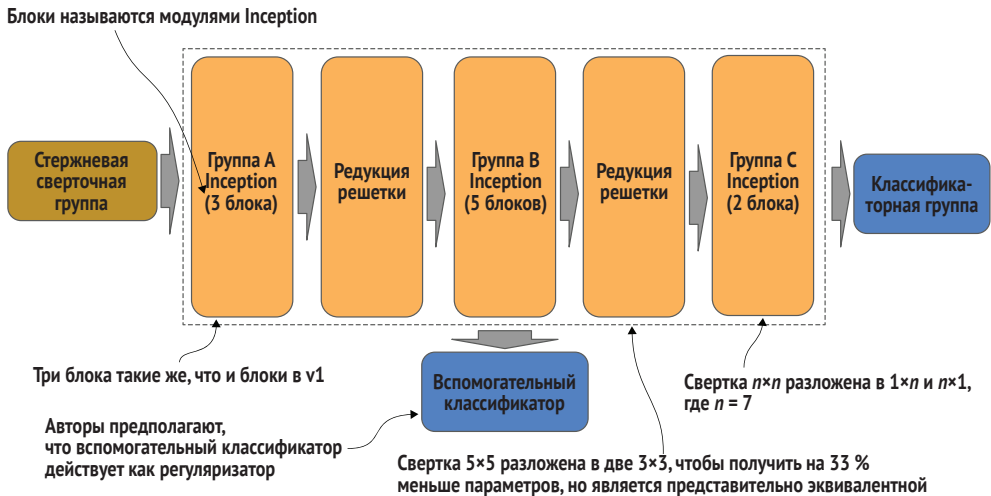 Блоки называются модулями Inception
Стержневая
сверточная
группа
Группа A
Inception
(3 блока)
Редукция
решетки
Группа B
Inception
(5 блоков)
Редукция
решетки
Группа C
Inception
(2 блока)
Классифика-
торная группа
Три блока такие же, что и блоки в v1
Вспомогательный
классификатор
Свертка n×n разложена в 1×n и n×1,
где n = 7
Авторы предполагают,
что вспомогательный классификатор
действует как регуляризатор
Свертка 5×5 разложена в две 3×3, чтобы получить на 33 %
меньше параметров, но является представительно эквивалентной